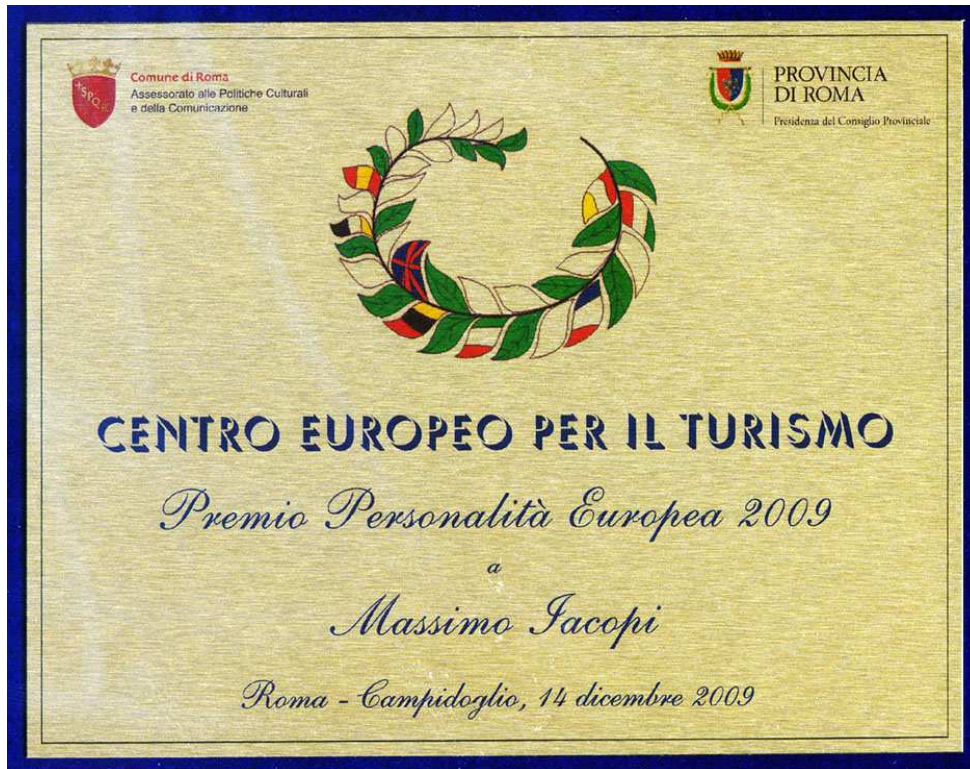 Comune di Roma
Assessorato alle Politiche Culturali
e della Comunicazione
PROVINCIA
DI ROMA
Presidenza del Consiglio Provinciale
SPQR
CENTRO EUROPEO PER IL TURISMO
Premio Personalità Europea 2009
a
Massimo Iacopi
Roma - Campidoglio, 14 dicembre 2009